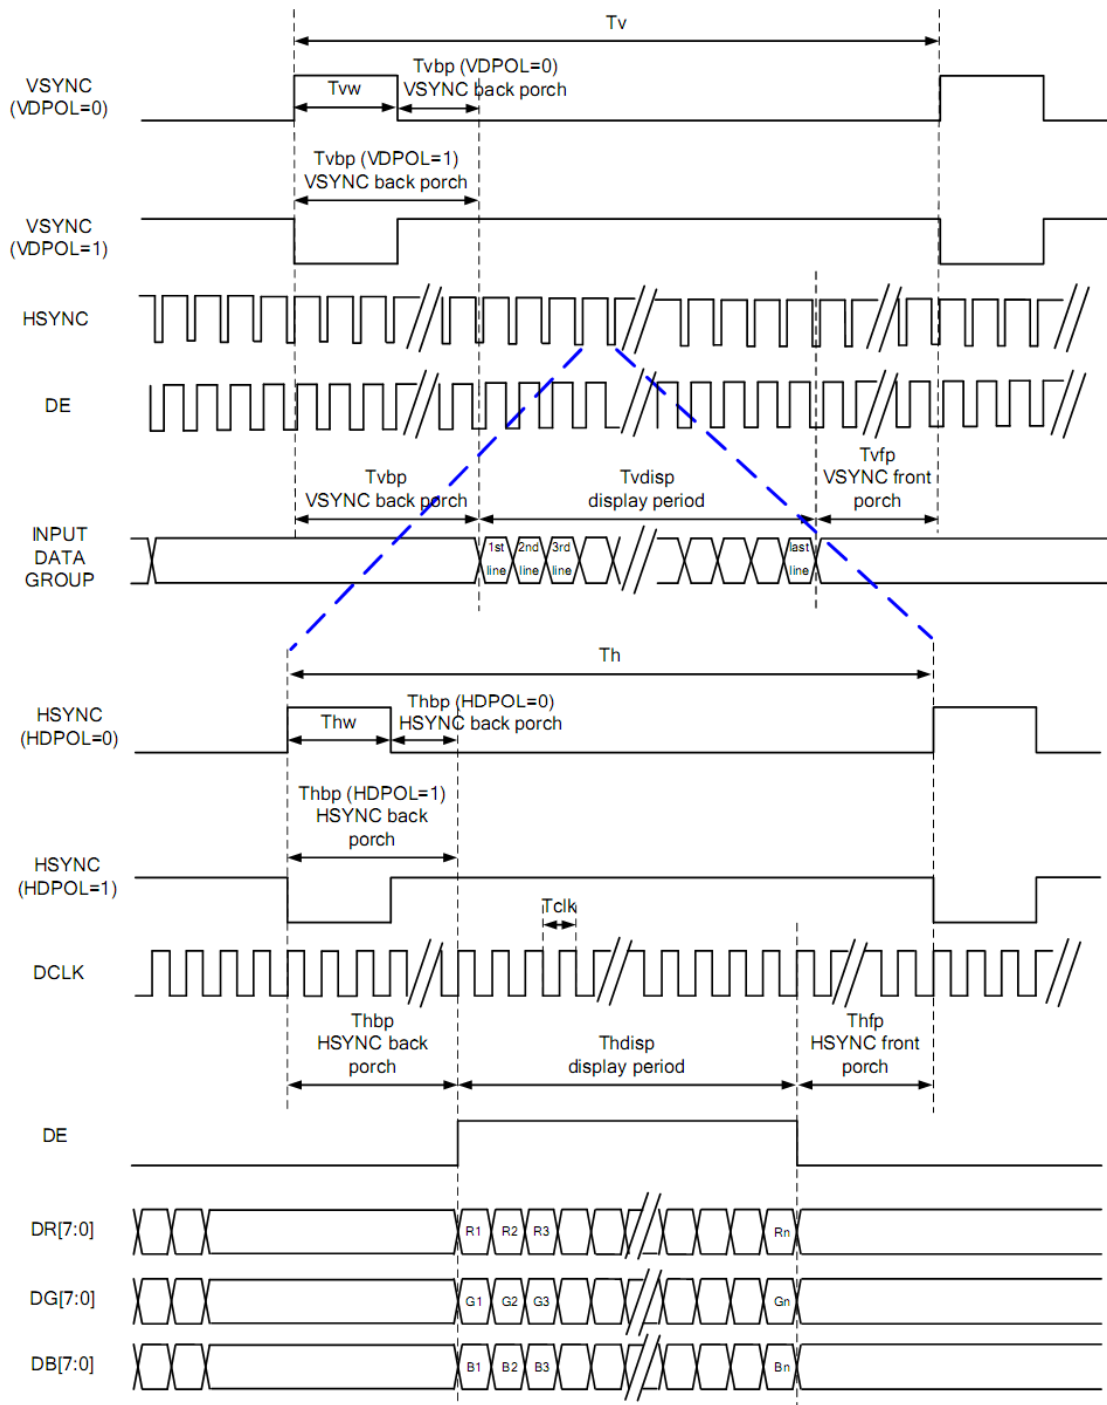 Tv
VSYNC
(VDPOL=0)
Tvw
Tvbp (VDPOL=0)
VSYNC back porch
Tvbp (VDPOL=1)
VSYNC back porch
VSYNC
(VDPOL=1)
HSYNC
DE
Tvbp
VSYNC back porch
Tvdisp
display period
Tvfp
VSYNC front
porch
INPUT
DATA
GROUP
1st
line
2nd
line
3rd
line
last
line
Th
HSYNC
(HDPOL=0)
Thw
Thbp (HDPOL=0)
HSYNC back porch
Thbp (HDPOL=1)
HSYNC back
porch
HSYNC
(HDPOL=1)
Tclk
DCLK
Thbp
HSYNC back
porch
Thdisp
display period
Thfp
HSYNC front
porch
DE
DR[7:0]
R1
R2
R3
Rn
DG[7:0]
G1
G2
G3
Gn
DB[7:0]
B1
B2
B3
Bn